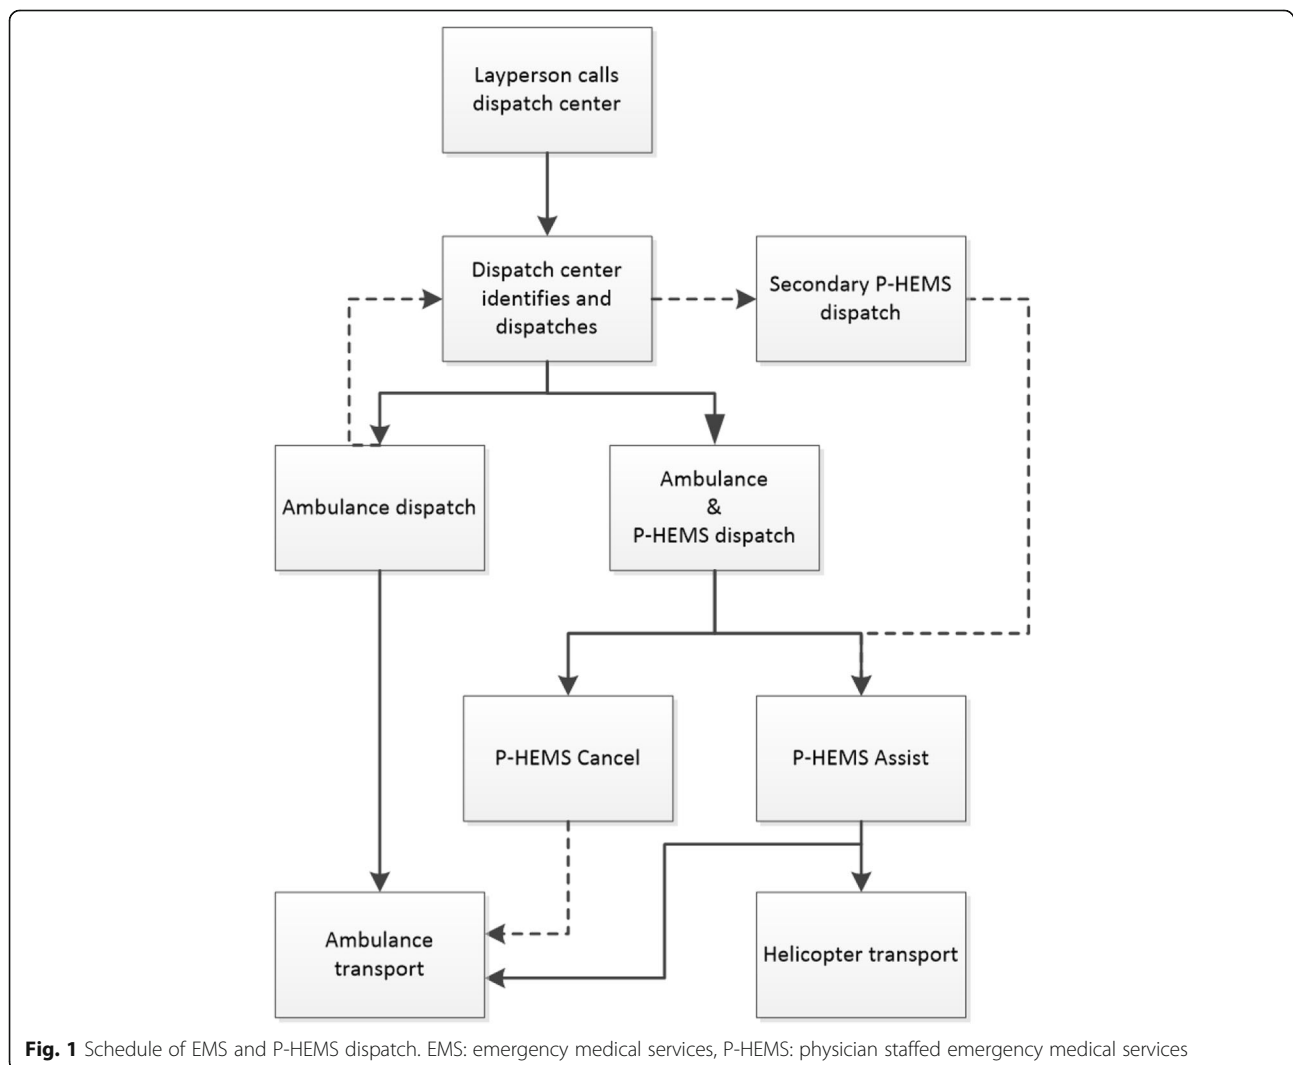 Layperson calls
dispatch center
Dispatch center
identifies and
dispatches
Secondary P-HEMS
dispatch
Ambulance dispatch
Ambulance
&
P-HEMS dispatch
P-HEMS Cancel
P-HEMS Assist
Ambulance
transport
Helicopter transport
Fig. 1 Schedule of EMS and P-HEMS dispatch. EMS: emergency medical services, P-HEMS: physician staffed emergency medical services